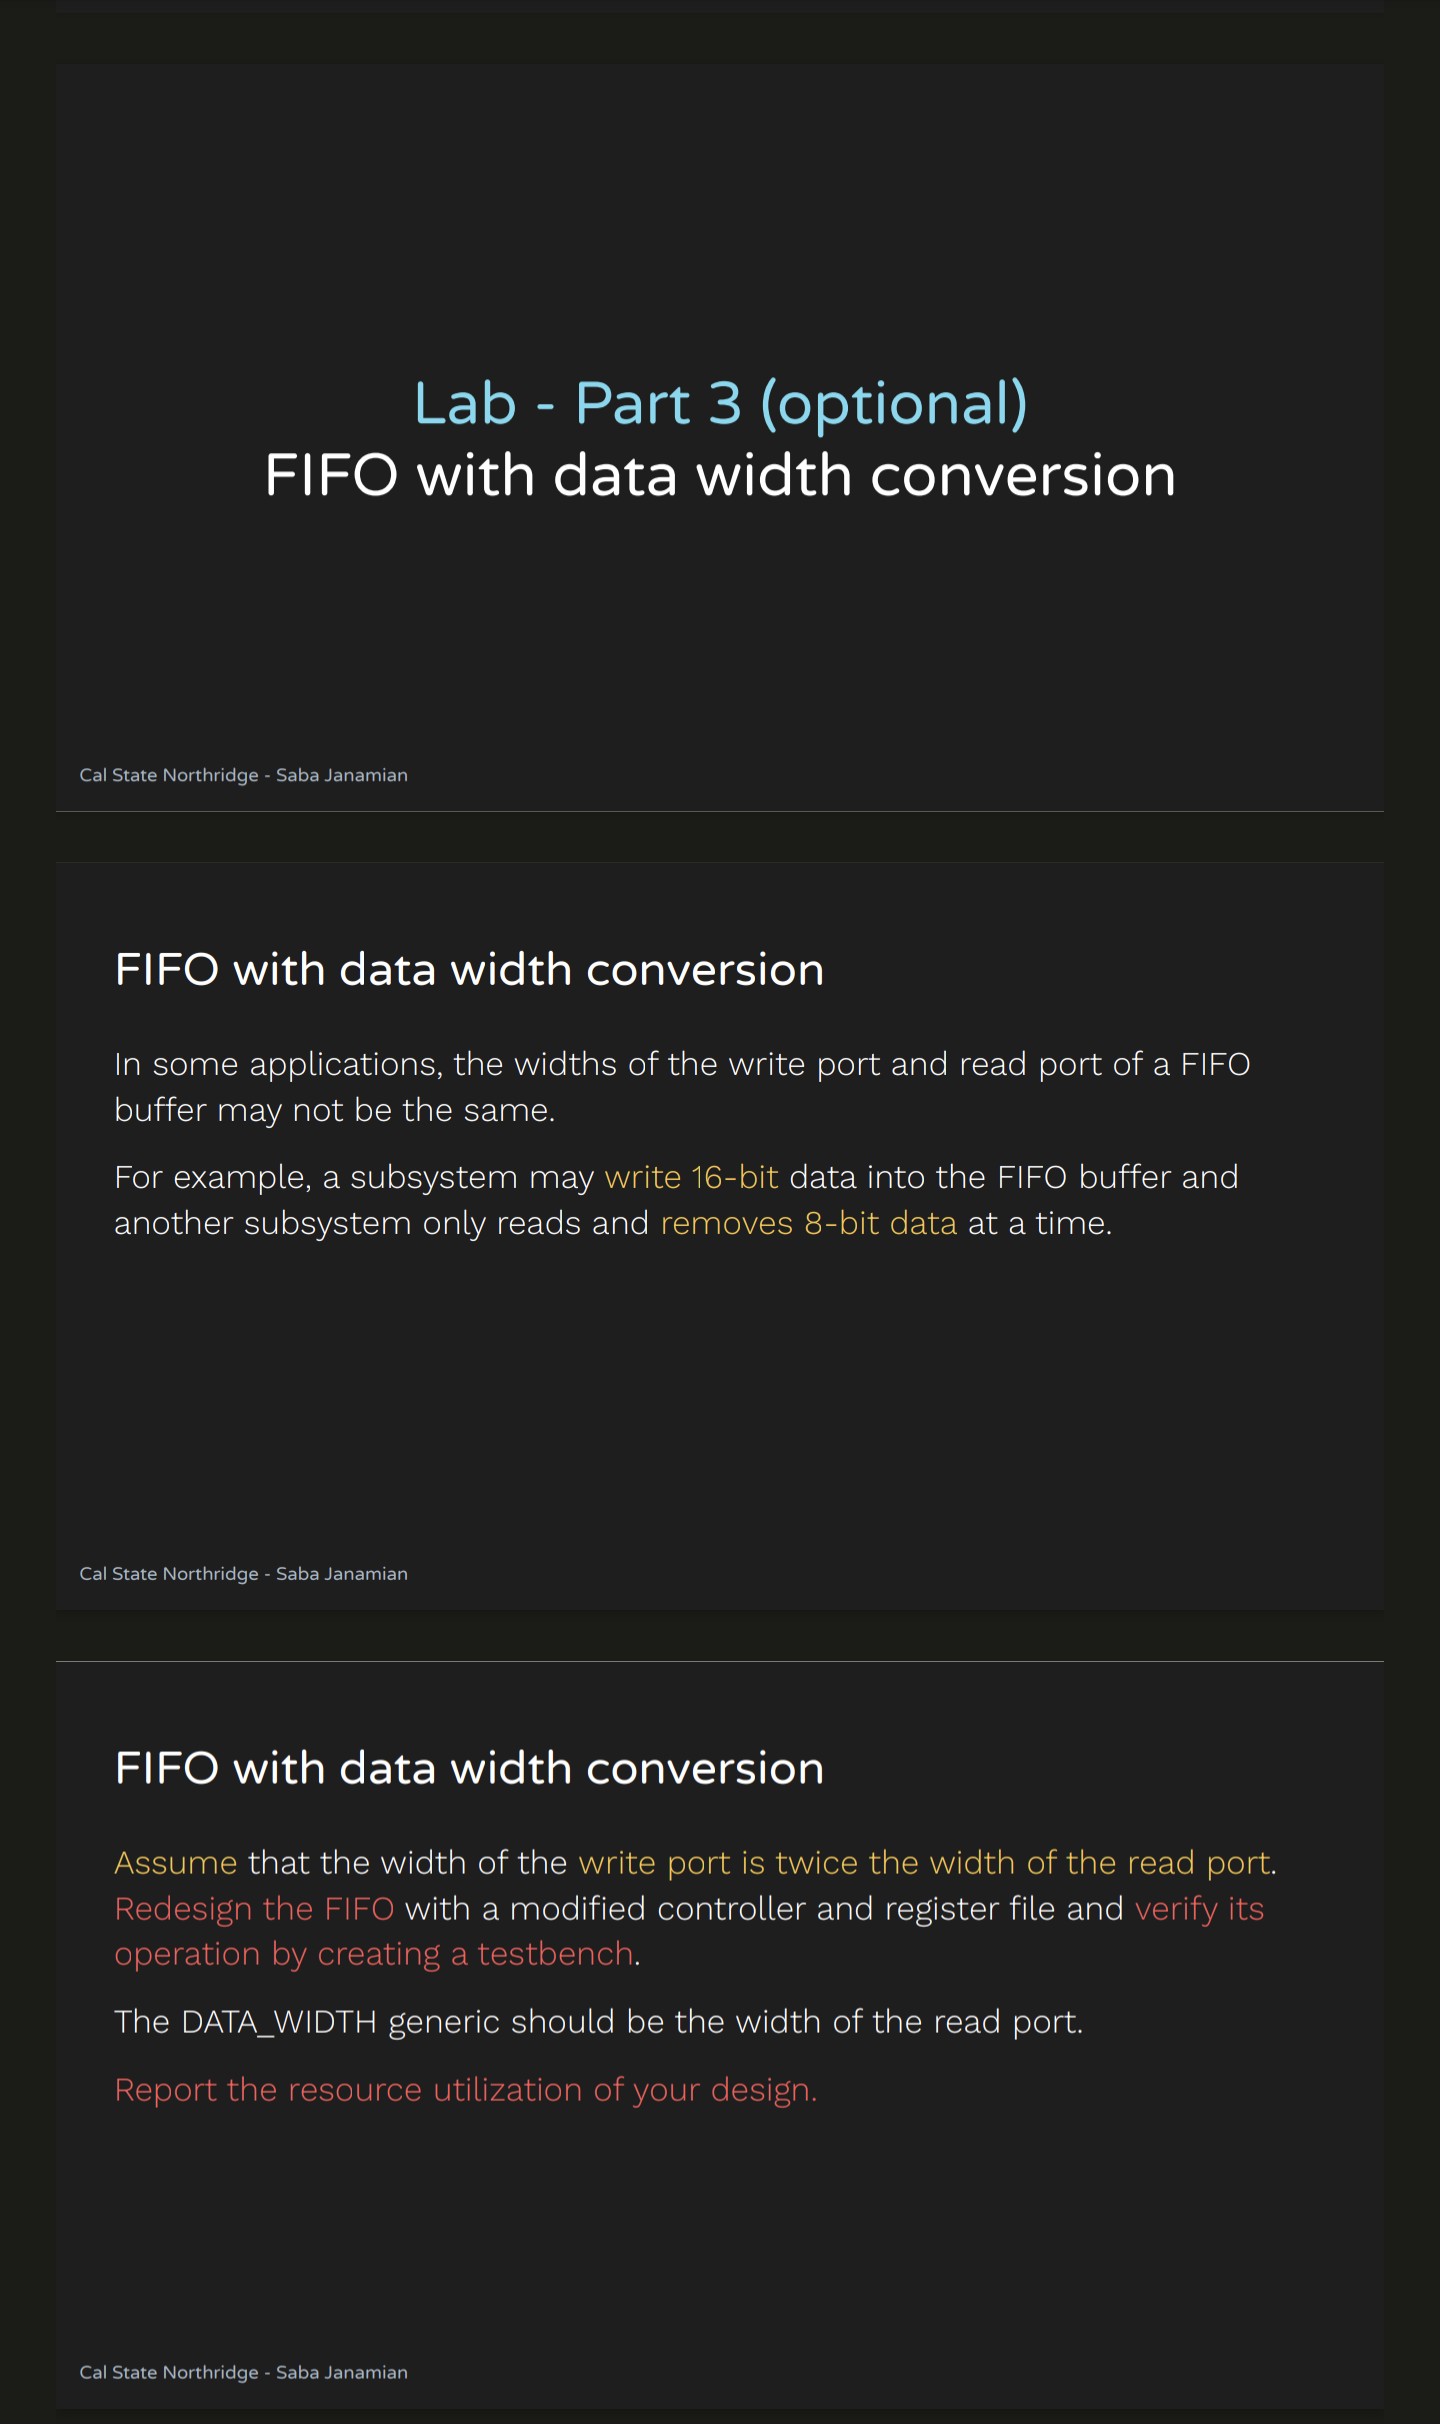 Lab - Part 3 (optional)
FIFO with data width conversion
Cal State Northridge - Saba Janamian
FIFO with data width conversion
In some applications, the widths of the write port and read port of a FIFO
buffer may not be the same.
For example, a subsystem may write 16-bit data into the FIFO buffer and
another subsystem only reads and removes 8-bit data at a time.
Cal State Northridge - Saba Janamian
FIFO with data width conversion
Assume that the width of the write port is twice the width of the read port.
Redesign the FIFO with a modified controller and register file and verify its
operation by creating a testbench.
The DATA_WIDTH generic should be the width of the read port.
Report the resource utilization of your design.
Cal State Northridge - Saba Janamian